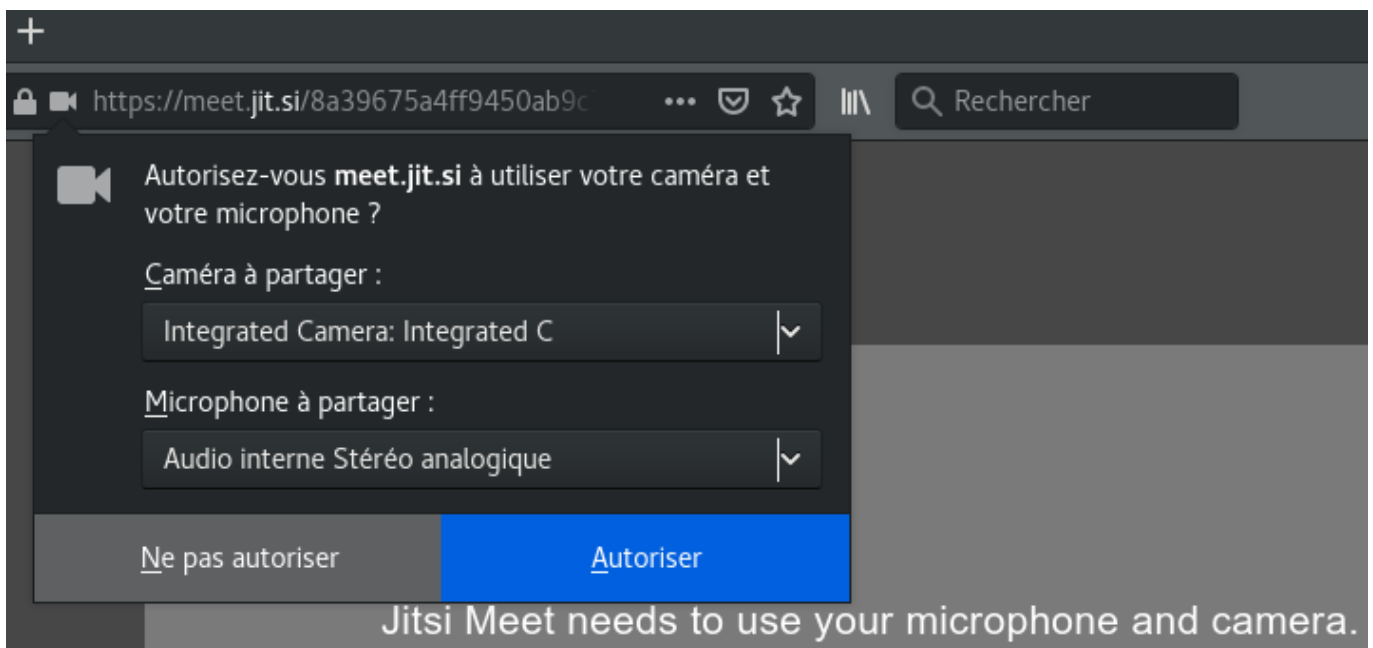 https://meet.jit.si/8a39675a4ff9450ab9c
Rechercher
Autorisez-vous meet.jit.si à utiliser votre caméra et
votre microphone ?
Caméra à partager :
Integrated Camera: Integrated C
Microphone à partager :
Audio interne Stéréo analogique
Ne pas autoriser
Autoriser
Jitsi Meet needs to use your microphone and camera.